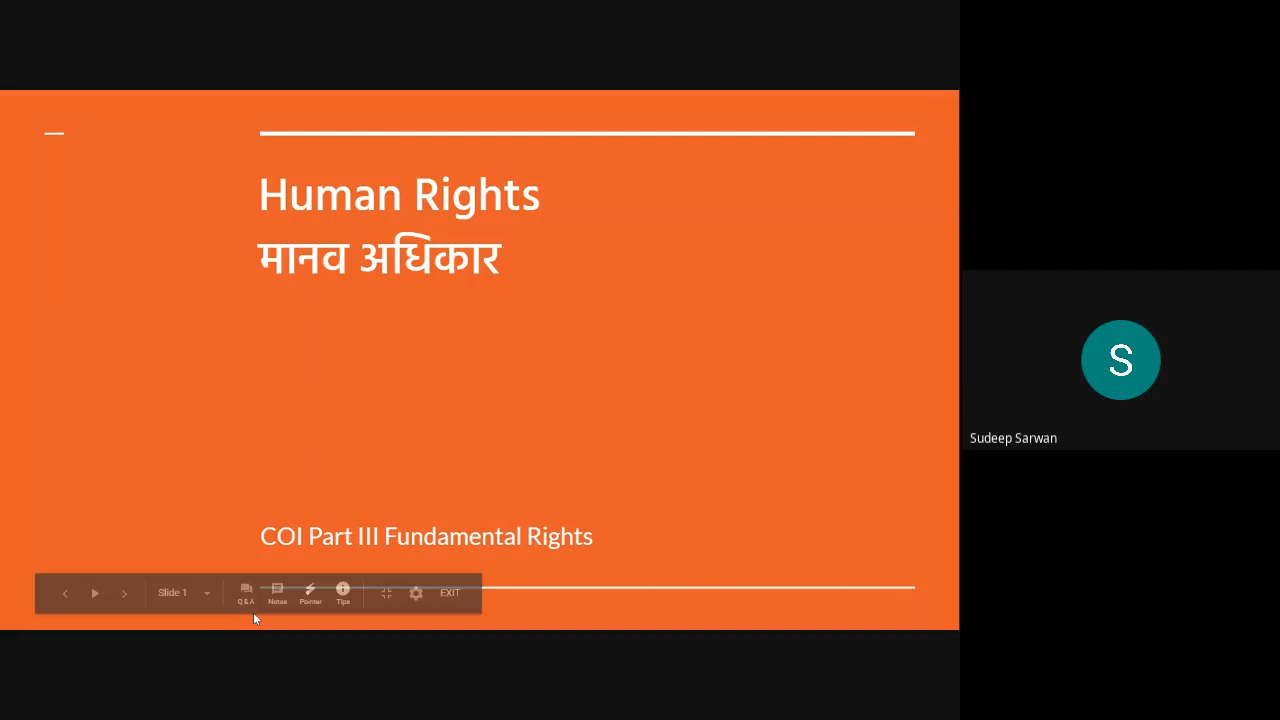 Human Rights
मानव अधिकार
COI Part III Fundamental Rights
Slide 1
Q & A
Notes
Pointer
Tips
EXIT
S
Sudeep Sarwan